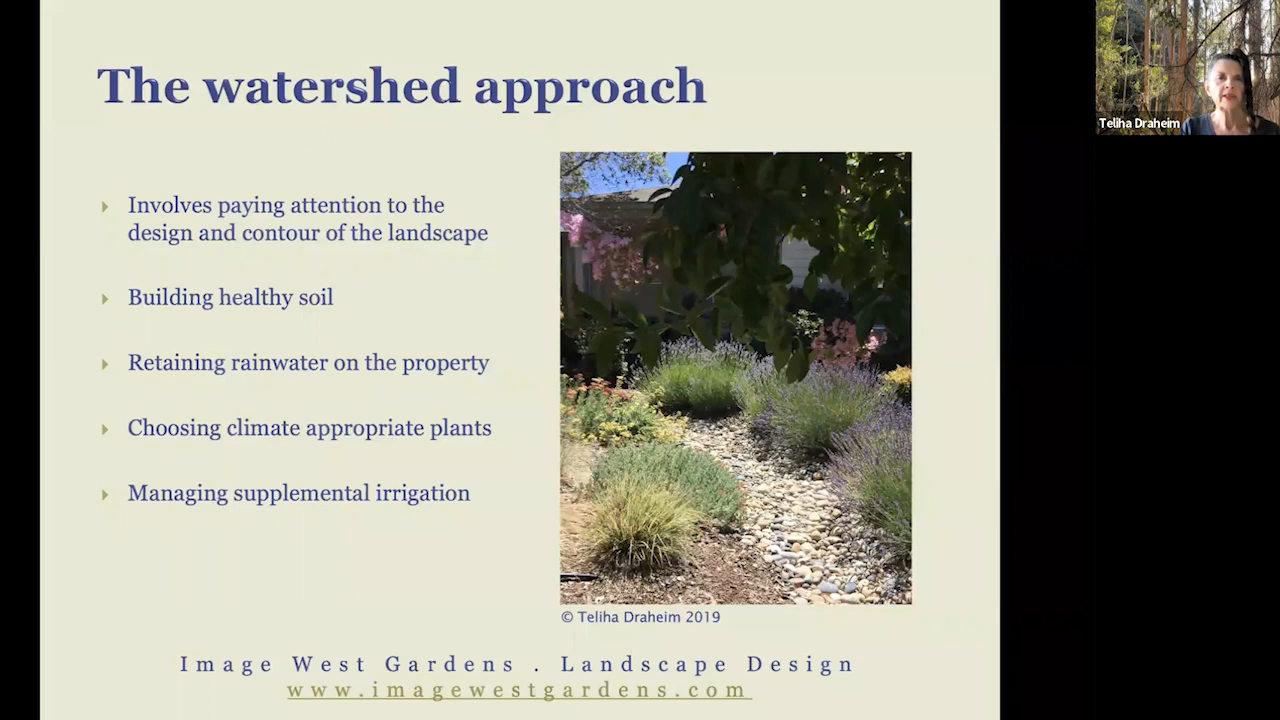 The watershed approach
Involves paying attention to the
design and contour of the landscape
Building healthy soil
Retaining rainwater on the property
Choosing climate appropriate plants
Managing supplemental irrigation
© Teliha Draheim 2019
Image West Gardens . Landscape Design
www.imagewestgardens.com
Teliha Draheim